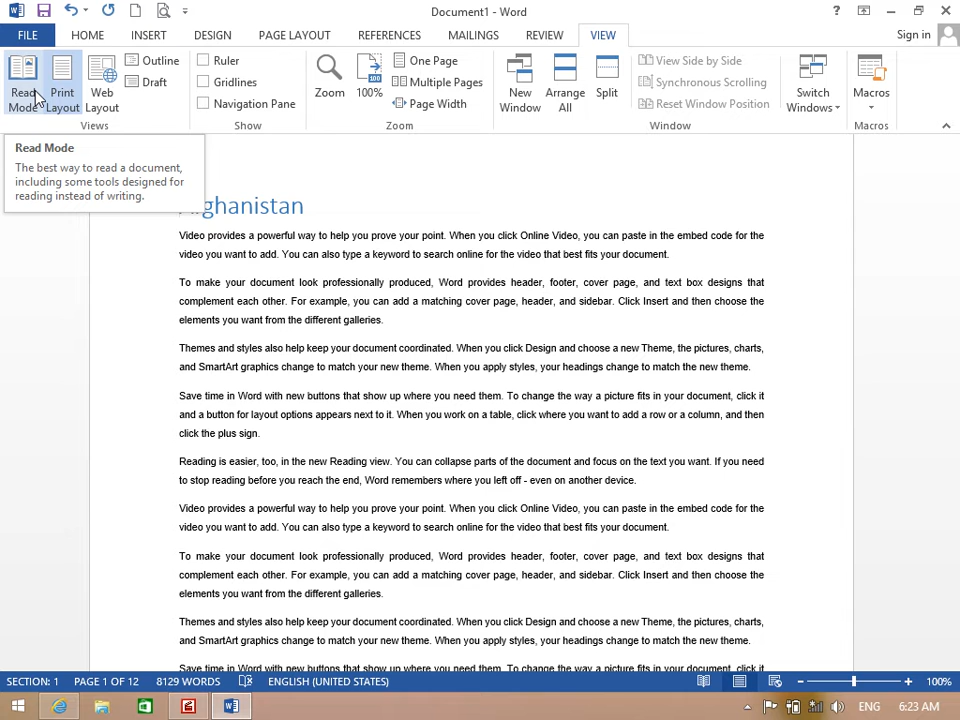 Document1 - Word
?
FILE
HOME
INSERT
DESIGN
PAGE LAYOUT
REFERENCES
MAILINGS
REVIEW
VIEW
Sign in
Read Mode
Print Layout
Web Layout
Outline
Draft
Views
Ruler
Gridlines
Navigation Pane
Show
Zoom
100
100%
One Page
Multiple Pages
Page Width
Zoom
New Window
Arrange All
Split
View Side by Side
Synchronous Scrolling
Reset Window Position
Window
Switch Windows
Macros
Macros
Read Mode
The best way to read a document,
including some tools designed for
reading instead of writing.
ghanistan
Video provides a powerful way to help you prove your point. When you click Online Video, you can paste in the embed code for the
video you want to add. You can also type a keyword to search online for the video that best fits your document.
To make your document look professionally produced, Word provides header, footer, cover page, and text box designs that
complement each other. For example, you can add a matching cover page, header, and sidebar. Click Insert and then choose the
elements you want from the different galleries.
Themes and styles also help keep your document coordinated. When you click Design and choose a new Theme, the pictures, charts,
and SmartArt graphics change to match your new theme. When you apply styles, your headings change to match the new theme.
Save time in Word with new buttons that show up where you need them. To change the way a picture fits in your document, click it
and a button for layout options appears next to it. When you work on a table, click where you want to add a row or a column, and then
click the plus sign.
Reading is easier, too, in the new Reading view. You can collapse parts of the document and focus on the text you want. If you need
to stop reading before you reach the end, Word remembers where you left off - even on another device.
Video provides a powerful way to help you prove your point. When you click Online Video, you can paste in the embed code for the
video you want to add. You can also type a keyword to search online for the video that best fits your document.
To make your document look professionally produced, Word provides header, footer, cover page, and text box designs that
complement each other. For example, you can add a matching cover page, header, and sidebar. Click Insert and then choose the
elements you want from the different galleries.
Themes and styles also help keep your document coordinated. When you click Design and choose a new Theme, the pictures, charts,
and SmartArt graphics change to match your new theme. When you apply styles, your headings change to match the new theme.
Save time in Word with new buttons that show up where you need them. To change the way a picture fits in your document, click it
SECTION: 1
PAGE 1 OF 12
8129 WORDS
ENGLISH (UNITED STATES)
100%
ENG
6:23 AM